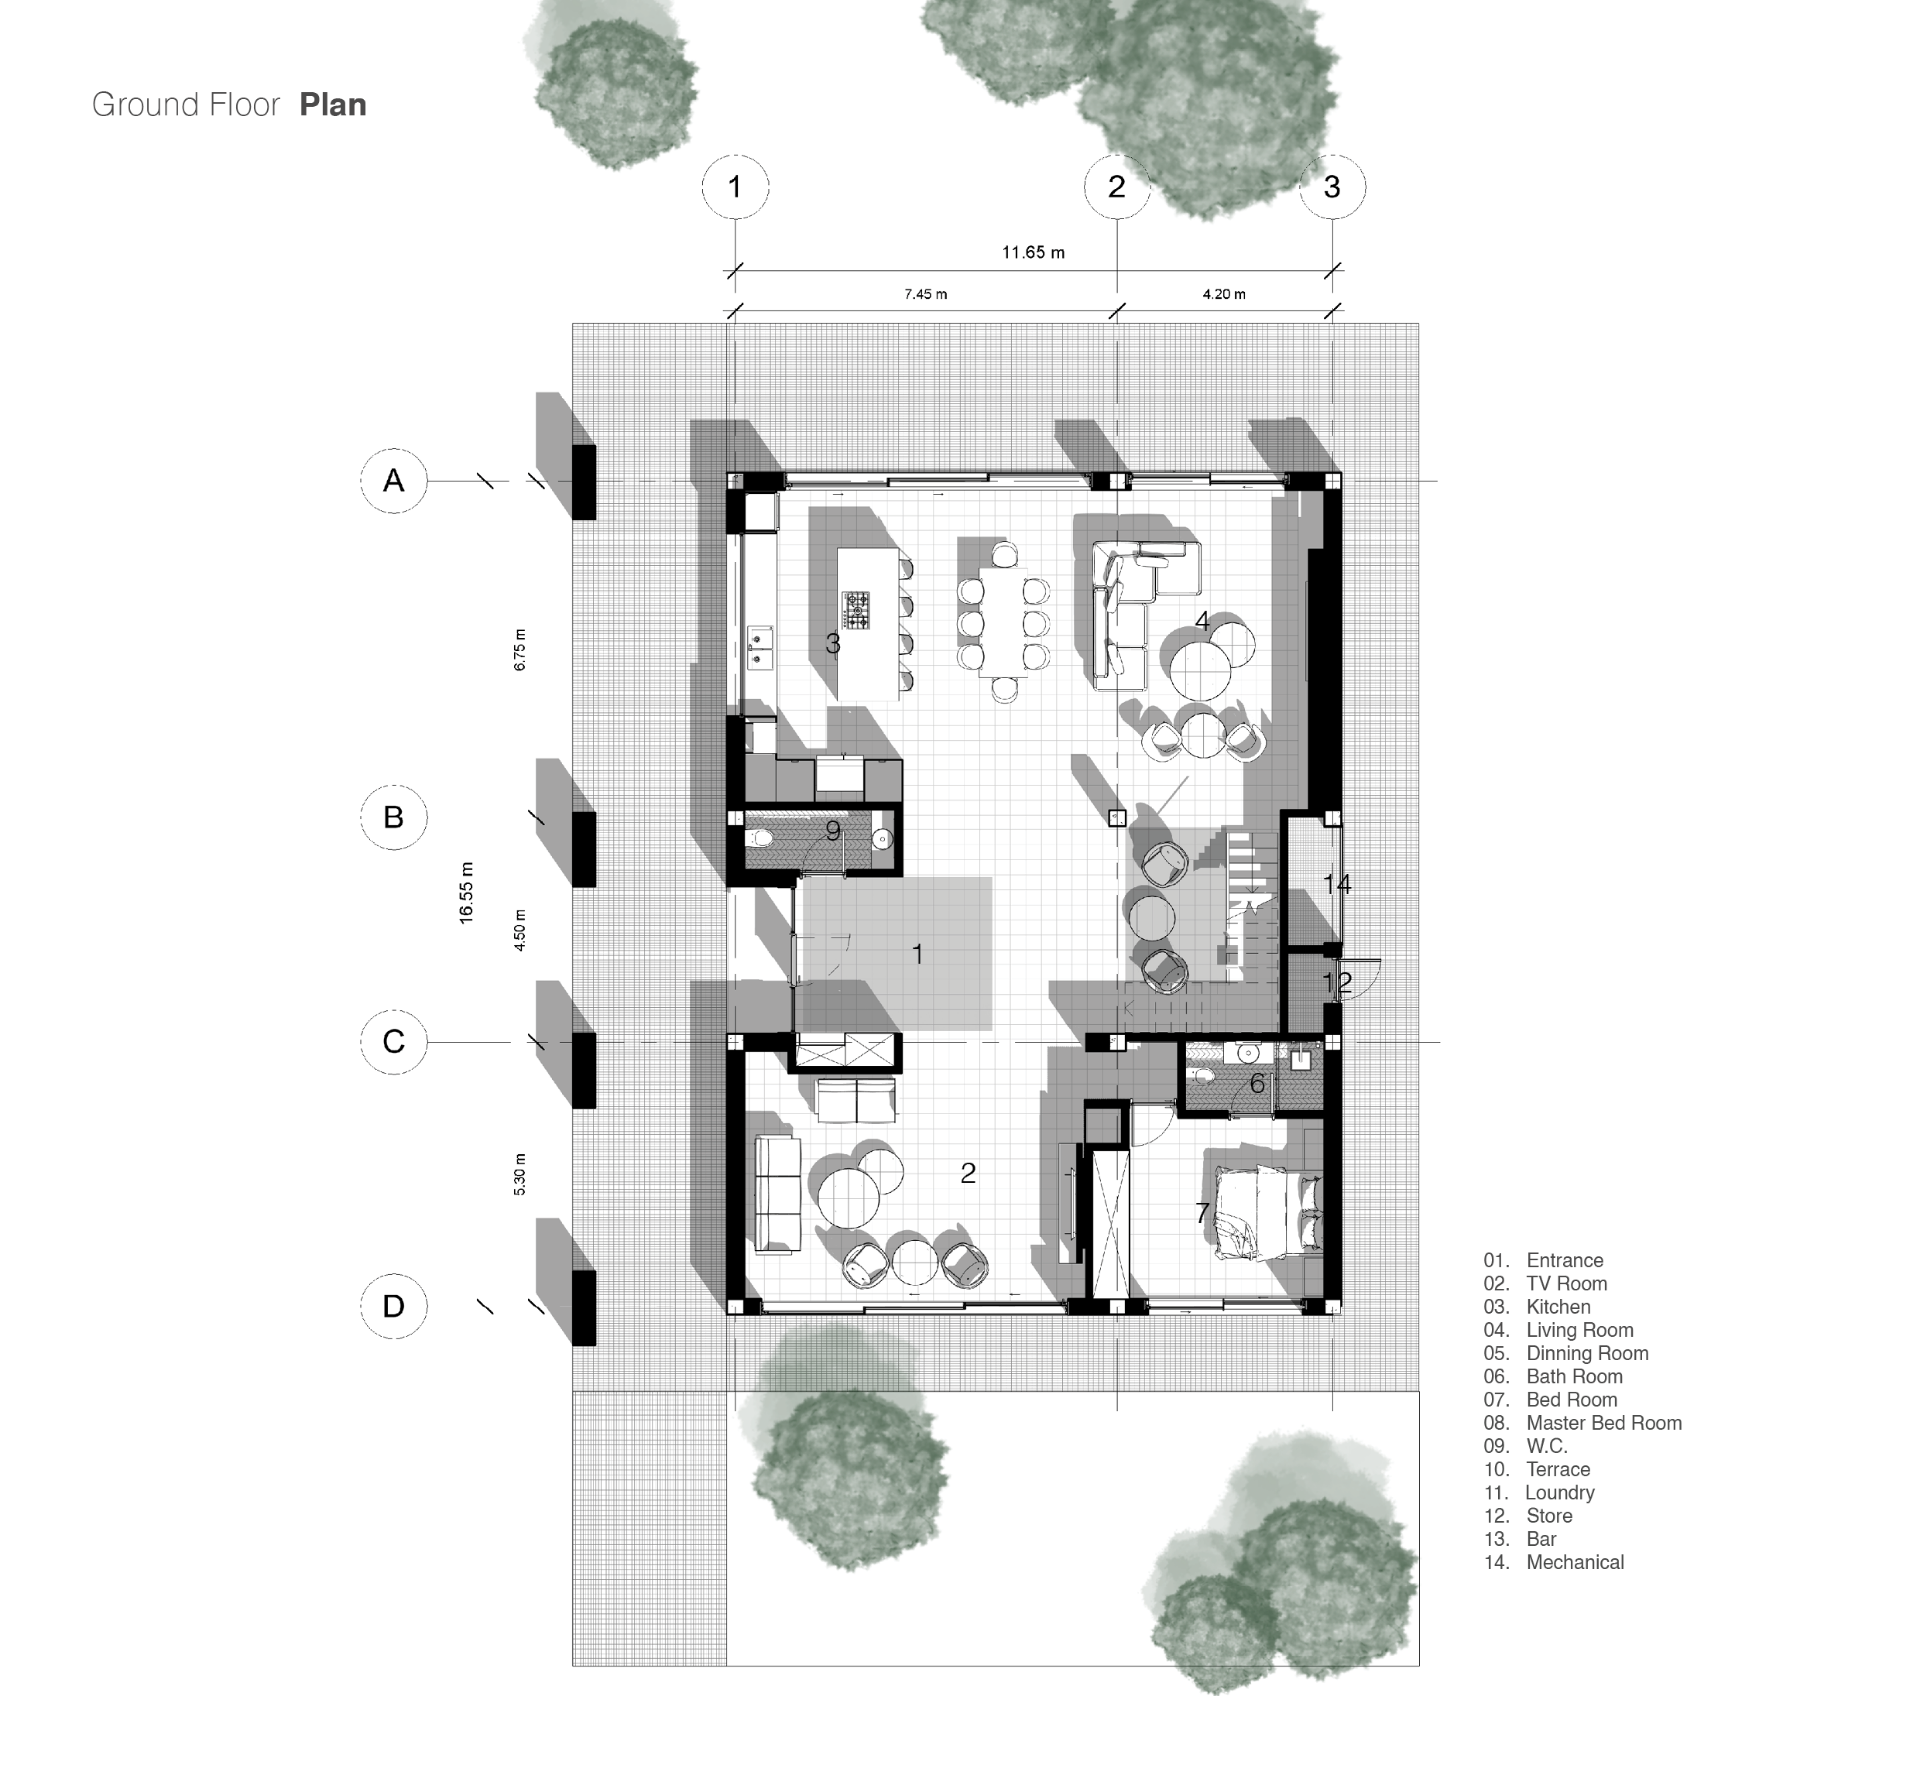 Ground Floor Plan
1
2
3
11.65 m
7.45 m
4.20 m
A
B
C
D
6.75 m
16.55 m
4.50 m
5.30 m
3
4
9
14
1
12
6
2
7
01. Entrance
02. TV Room
03. Kitchen
04. Living Room
05. Dinning Room
06. Bath Room
07. Bed Room
08. Master Bed Room
09. W.C.
10. Terrace
11. Loundry
12. Store
13. Bar
14. Mechanical